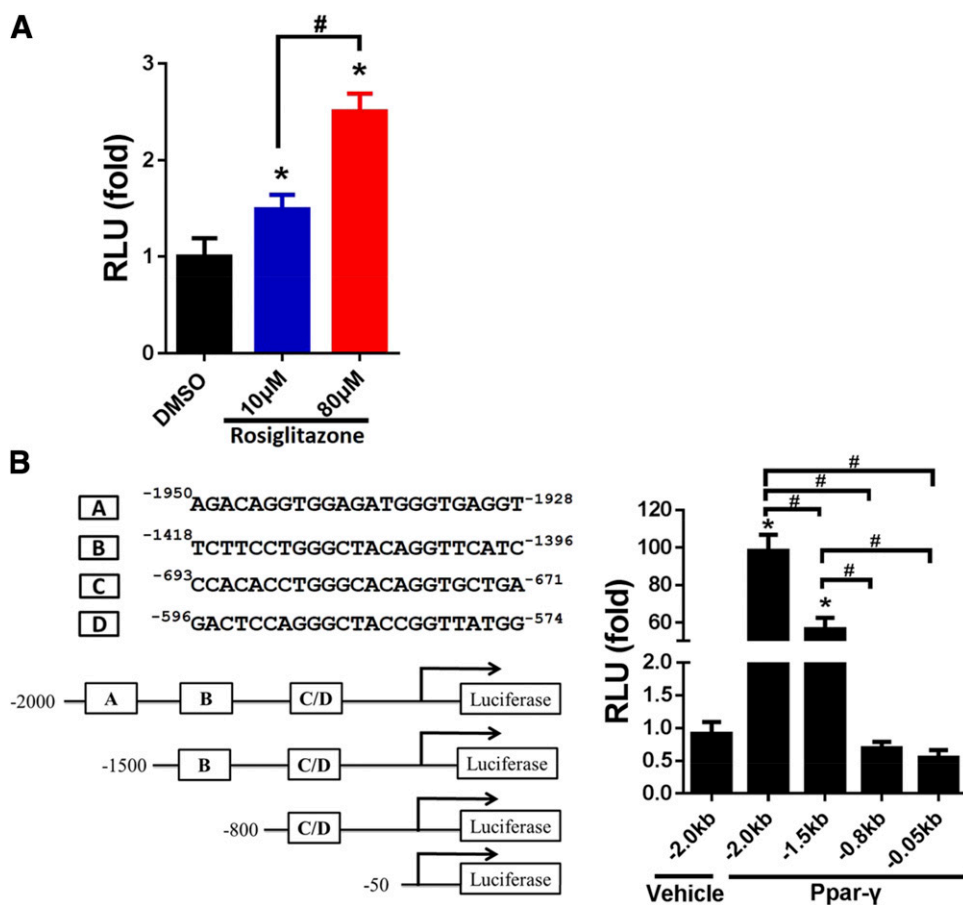 A
#
3
*
2
*
1
0
RLU (fold)
DMSO
10μM
80μM
Rosiglitazone
B
A -1950AGACAGGTGGAGATGGGTGAGGT-1928
B -1418TCTTCCTGGGCTACAGGTTCATC-1396
C -693CCACACCTGGGCACAGGTGCTGA-671
D -596GACTCCAGGGCTACCGGTTATGG-574
-2000 A B C/D Luciferase
-1500 B C/D Luciferase
-800 C/D Luciferase
-50 Luciferase
#
#
#
#
#
*
*
120
100
80
60
2.0
1.5
1.0
0.5
0.0
RLU (fold)
-2.0kb
-2.0kb
-1.5kb
-0.8kb
-0.05kb
Vehicle
Ppar-γ